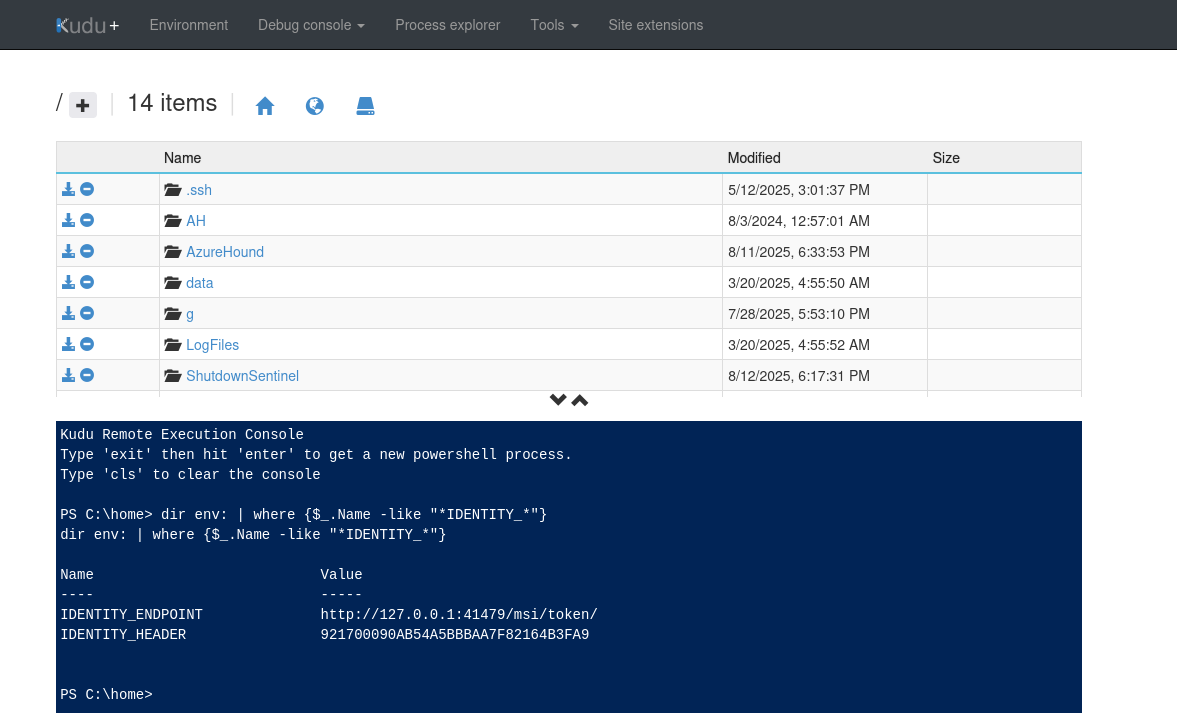 Kudu+ Environment Debug console Process explorer Tools Site extensions
/ 14 items
Name Modified Size
.ssh 5/12/2025, 3:01:37 PM
AH 8/3/2024, 12:57:01 AM
AzureHound 8/11/2025, 6:33:53 PM
data 3/20/2025, 4:55:50 AM
g 7/28/2025, 5:53:10 PM
LogFiles 3/20/2025, 4:55:52 AM
ShutdownSentinel 8/12/2025, 6:17:31 PM
Kudu Remote Execution Console
Type 'exit' then hit 'enter' to get a new powershell process.
Type 'cls' to clear the console
PS C:\home> dir env: | where {$_.Name -like "*IDENTITY_*"}
dir env: | where {$_.Name -like "*IDENTITY_*"}
Name Value
---- -----
IDENTITY_ENDPOINT http://127.0.0.1:41479/msi/token/
IDENTITY_HEADER 921700090AB54A5BBBAA7F82164B3FA9
PS C:\home>